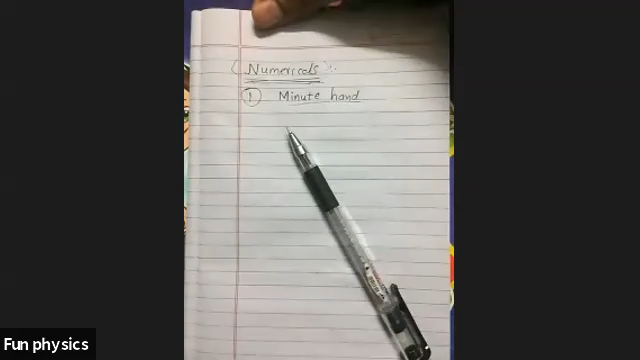 Numericals :-
① Minute hand
Fun physics